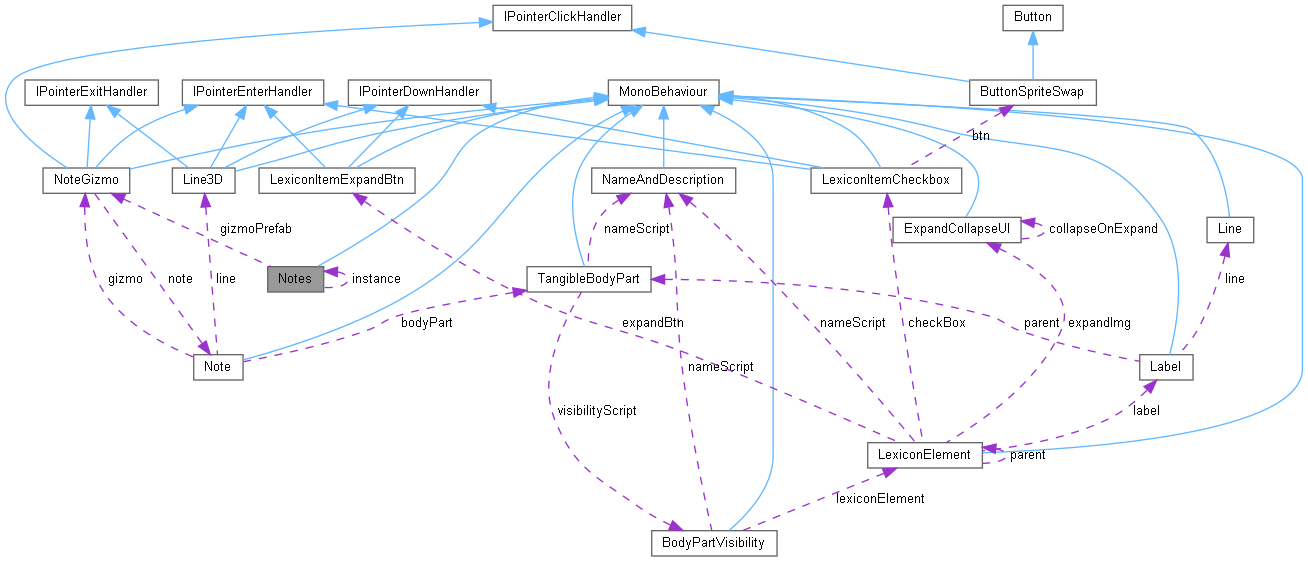 IPointerClickHandler
Button
IPointerExitHandler
IPointerEnterHandler
IPointerDownHandler
MonoBehaviour
ButtonSpriteSwap
btn
NoteGizmo
Line3D
LexiconItemExpandBtn
NameAndDescription
LexiconItemCheckbox
gizmoPrefab
nameScript
ExpandCollapseUI
collapseOnExpand
Line
gizmo
note
line
Notes
instance
TangibleBodyPart
line
bodyPart
expandBtn
nameScript
checkBox
parent
expandImg
Note
nameScript
Label
visibilityScript
label
LexiconElement
parent
lexiconElement
BodyPartVisibility